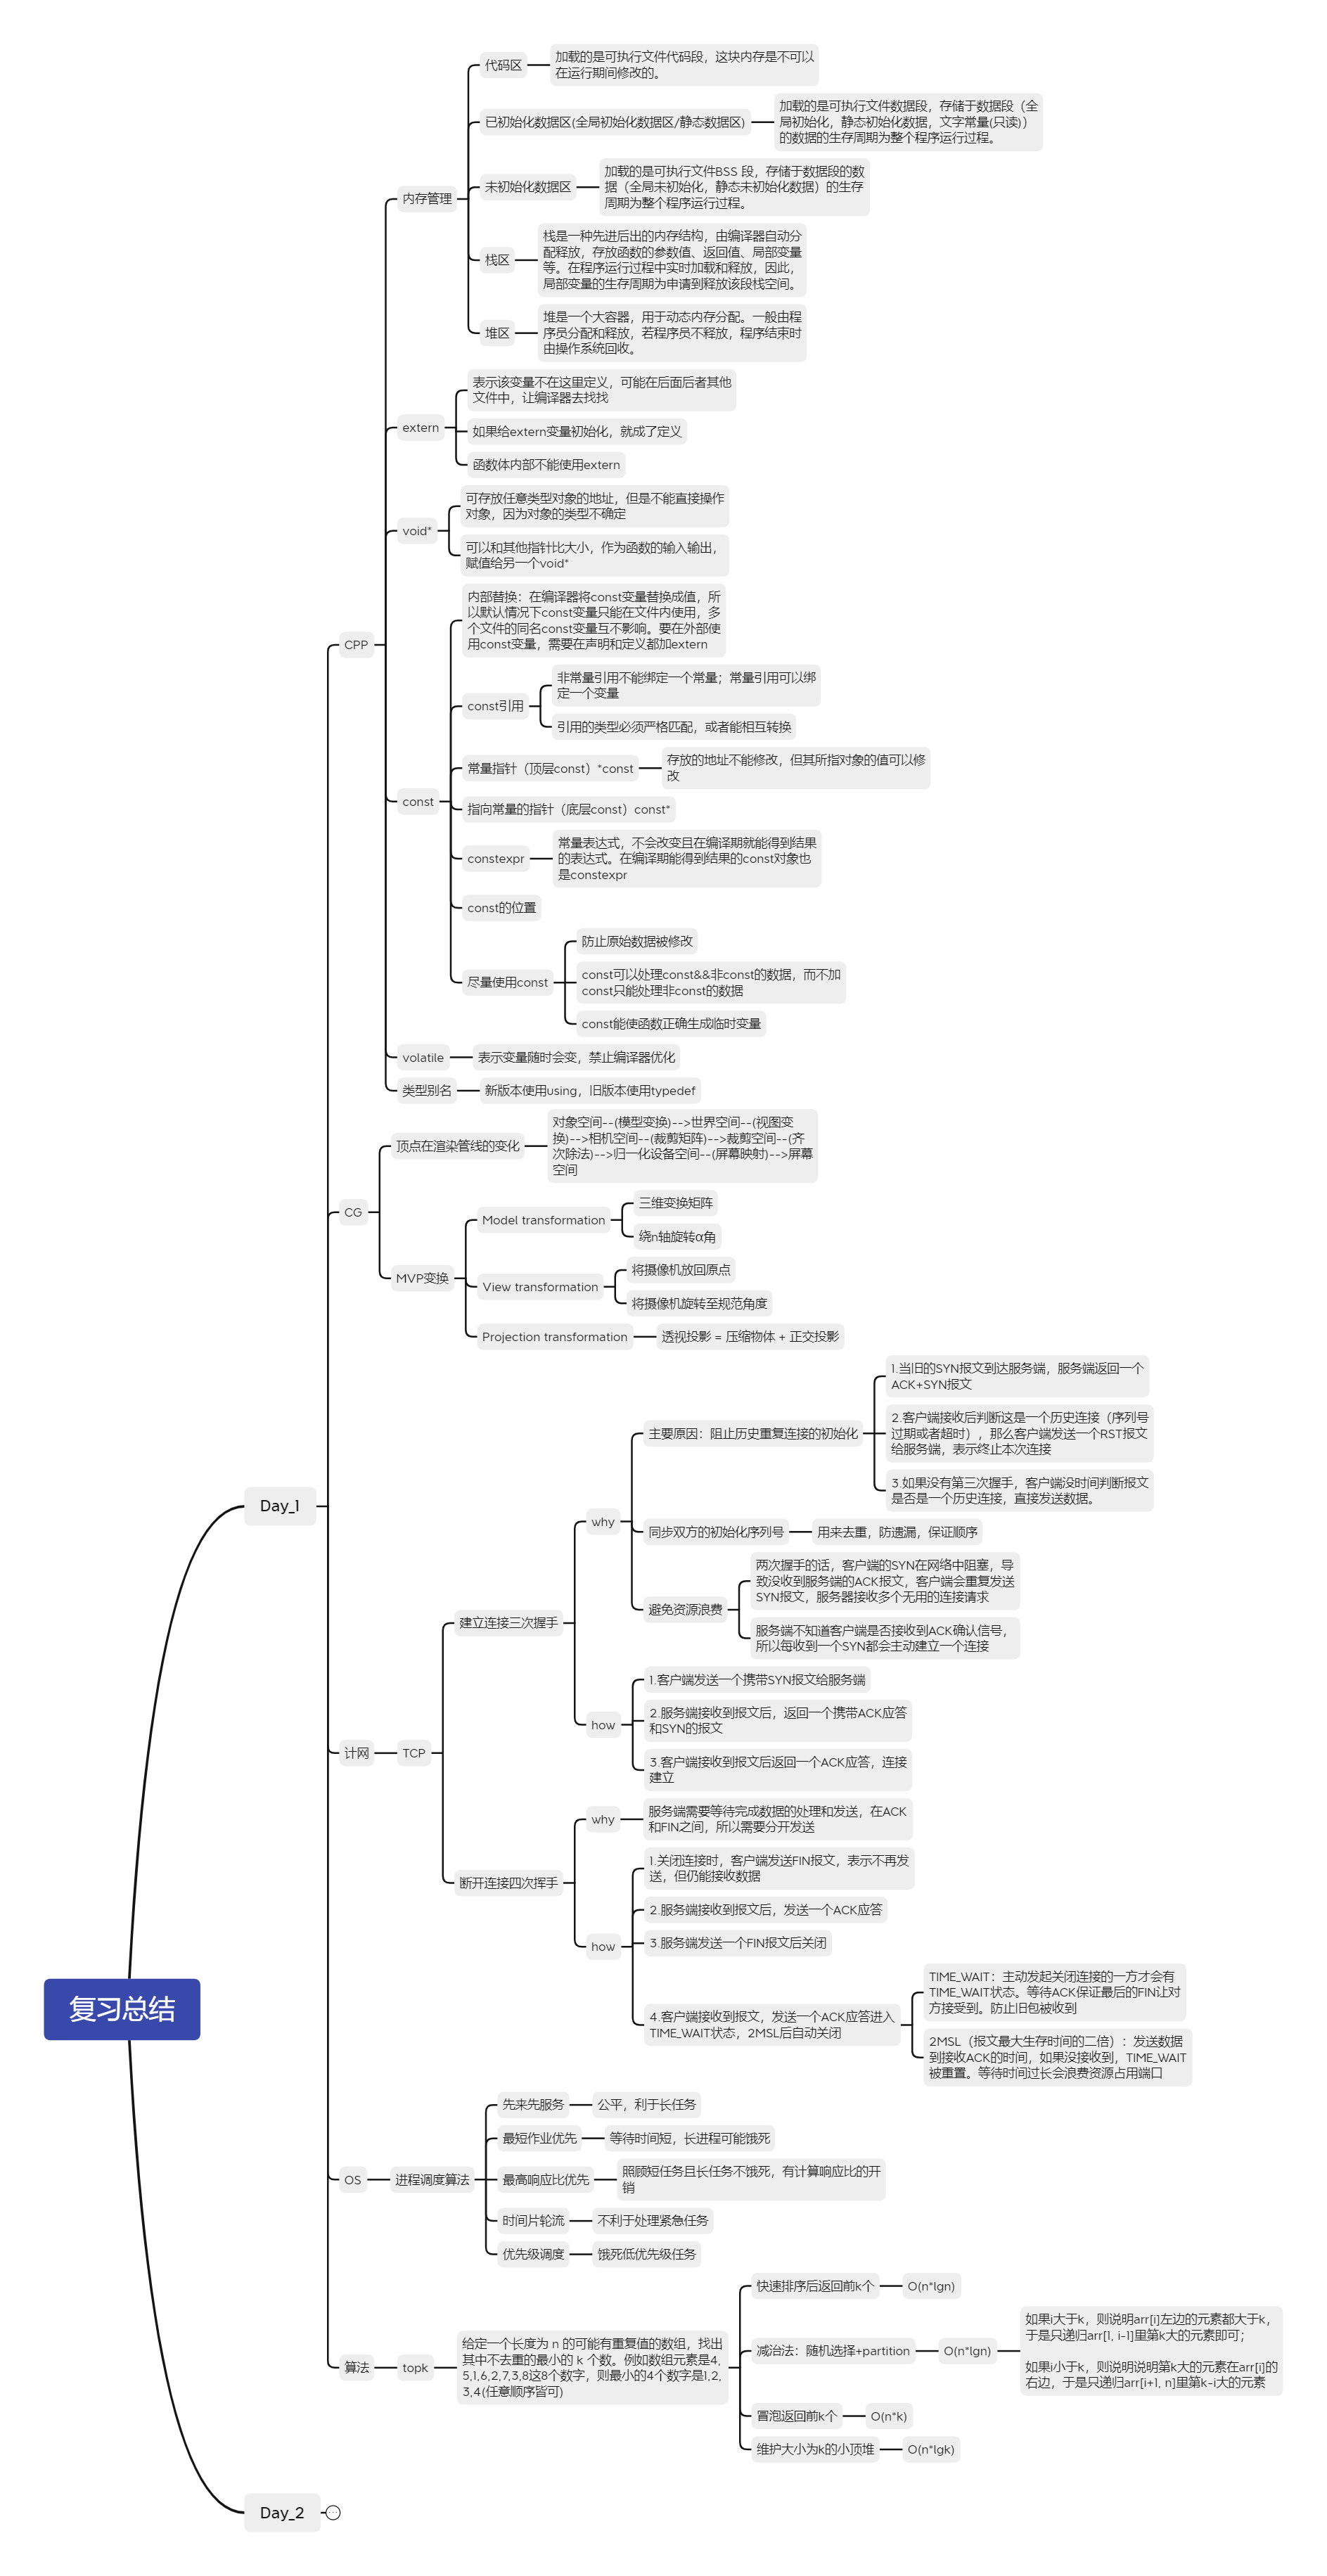 复习总结
Day_1
CPP
内存管理
代码区
加载的是可执行文件代码段，这块内存是不可以
在运行期间修改的。
已初始化数据区(全局初始化数据区/静态数据区)
加载的是可执行文件数据段，存储于数据段（全
局初始化，静态初始化数据，文字常量(只读)）
的数据的生存周期为整个程序运行过程。
未初始化数据区
加载的是可执行文件BSS 段，存储于数据段的数
据（全局未初始化，静态未初始化数据）的生存
周期为整个程序运行过程。
栈区
栈是一种先进后出的内存结构，由编译器自动分
配释放，存放函数的参数值、返回值、局部变量
等。在程序运行过程中实时加载和释放，因此，
局部变量的生存周期为申请到释放该段栈空间。
堆区
堆是一个大容器，用于动态内存分配。一般由程
序员分配和释放，若程序员不释放，程序结束时
由操作系统回收。
extern
表示该变量不在这里定义，可能在后面后者其他
文件中，让编译器去找找
如果给extern变量初始化，就成了定义
函数体内部不能使用extern
void*
可存放任意类型对象的地址，但是不能直接操作
对象，因为对象的类型不确定
可以和其他指针比大小，作为函数的输入输出，
赋值给另一个void*
const
内部替换：在编译器将const变量替换成值，所
以默认情况下const变量只能在文件内使用，多
个文件的同名const变量互不影响。要在外部使
用const变量，需要在声明和定义都加extern
const引用
非常量引用不能绑定一个常量；常量引用可以绑
定一个变量
引用的类型必须严格匹配，或者能相互转换
常量指针（顶层const）*const
存放的地址不能修改，但其所指对象的值可以修
改
指向常量的指针（底层const）const*
constexpr
常量表达式，不会改变且在编译期就能得到结果
的表达式。在编译期能得到结果的const对象也
是constexpr
const的位置
尽量使用const
防止原始数据被修改
const可以处理const&&非const的数据，而不加
const只能处理非const的数据
const能使函数正确生成临时变量
volatile
表示变量随时会变，禁止编译器优化
类型别名
新版本使用using，旧版本使用typedef
CG
顶点在渲染管线的变化
对象空间--(模型变换)-->世界空间--(视图变
换)-->相机空间--(裁剪矩阵)-->裁剪空间--(齐
次除法)-->归一化设备空间--(屏幕映射)-->屏幕
空间
MVP变换
Model transformation
三维变换矩阵
绕n轴旋转α角
View transformation
将摄像机放回原点
将摄像机旋转至规范角度
Projection transformation
透视投影 = 压缩物体 + 正交投影
计网
TCP
建立连接三次握手
why
主要原因：阻止历史重复连接的初始化
1.当旧的SYN报文到达服务端，服务端返回一个
ACK+SYN报文
2.客户端接收后判断这是一个历史连接（序列号
过期或者超时），那么客户端发送一个RST报文
给服务端，表示终止本次连接
3.如果没有第三次握手，客户端没时间判断报文
是否是一个历史连接，直接发送数据。
同步双方的初始化序列号
用来去重，防遗漏，保证顺序
避免资源浪费
两次握手的话，客户端的SYN在网络中阻塞，导
致没收到服务端的ACK报文，客户端会重复发送
SYN报文，服务器接收多个无用的连接请求
服务端不知道客户端是否接收到ACK确认信号，
所以每收到一个SYN都会主动建立一个连接
how
1.客户端发送一个携带SYN报文给服务端
2.服务端接收到报文后，返回一个携带ACK应答
和SYN的报文
3.客户端接收到报文后返回一个ACK应答，连接
建立
断开连接四次挥手
why
服务端需要等待完成数据的处理和发送，在ACK
和FIN之间，所以需要分开发送
how
1.关闭连接时，客户端发送FIN报文，表示不再发
送，但仍能接收数据
2.服务端接收到报文后，发送一个ACK应答
3.服务端发送一个FIN报文后关闭
4.客户端接收到报文，发送一个ACK应答进入
TIME_WAIT状态，2MSL后自动关闭
TIME_WAIT：主动发起关闭连接的一方才会有
TIME_WAIT状态。等待ACK保证最后的FIN让对
方接受到。防止旧包被收到
2MSL（报文最大生存时间的二倍）：发送数据
到接收ACK的时间，如果没接收到，TIME_WAIT
被重置。等待时间过长会浪费资源占用端口
OS
进程调度算法
先来先服务
公平，利于长任务
最短作业优先
等待时间短，长进程可能饿死
最高响应比优先
照顾短任务且长任务不饿死，有计算响应比的开
销
时间片轮流
不利于处理紧急任务
优先级调度
饿死低优先级任务
算法
topk
给定一个长度为 n 的可能有重复值的数组，找出
其中不去重的最小的 k 个数。例如数组元素是4,
5,1,6,2,7,3,8这8个数字，则最小的4个数字是1,2,
3,4(任意顺序皆可)
快速排序后返回前k个
O(n*lgn)
减治法：随机选择+partition
O(n*lgn)
如果i大于k，则说明arr[i]左边的元素都大于k，
于是只递归arr[1, i-1]里第k大的元素即可；
如果i小于k，则说明说明第k大的元素在arr[i]的
右边，于是只递归arr[i+1, n]里第k-i大的元素
冒泡返回前k个
O(n*k)
维护大小为k的小顶堆
O(n*lgk)
Day_2